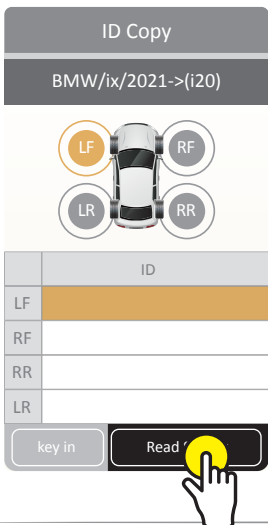 ID Copy
BMW/ix/2021->(i20)
LF RF
LR RR
ID
LF
RF
RR
LR
key in Read